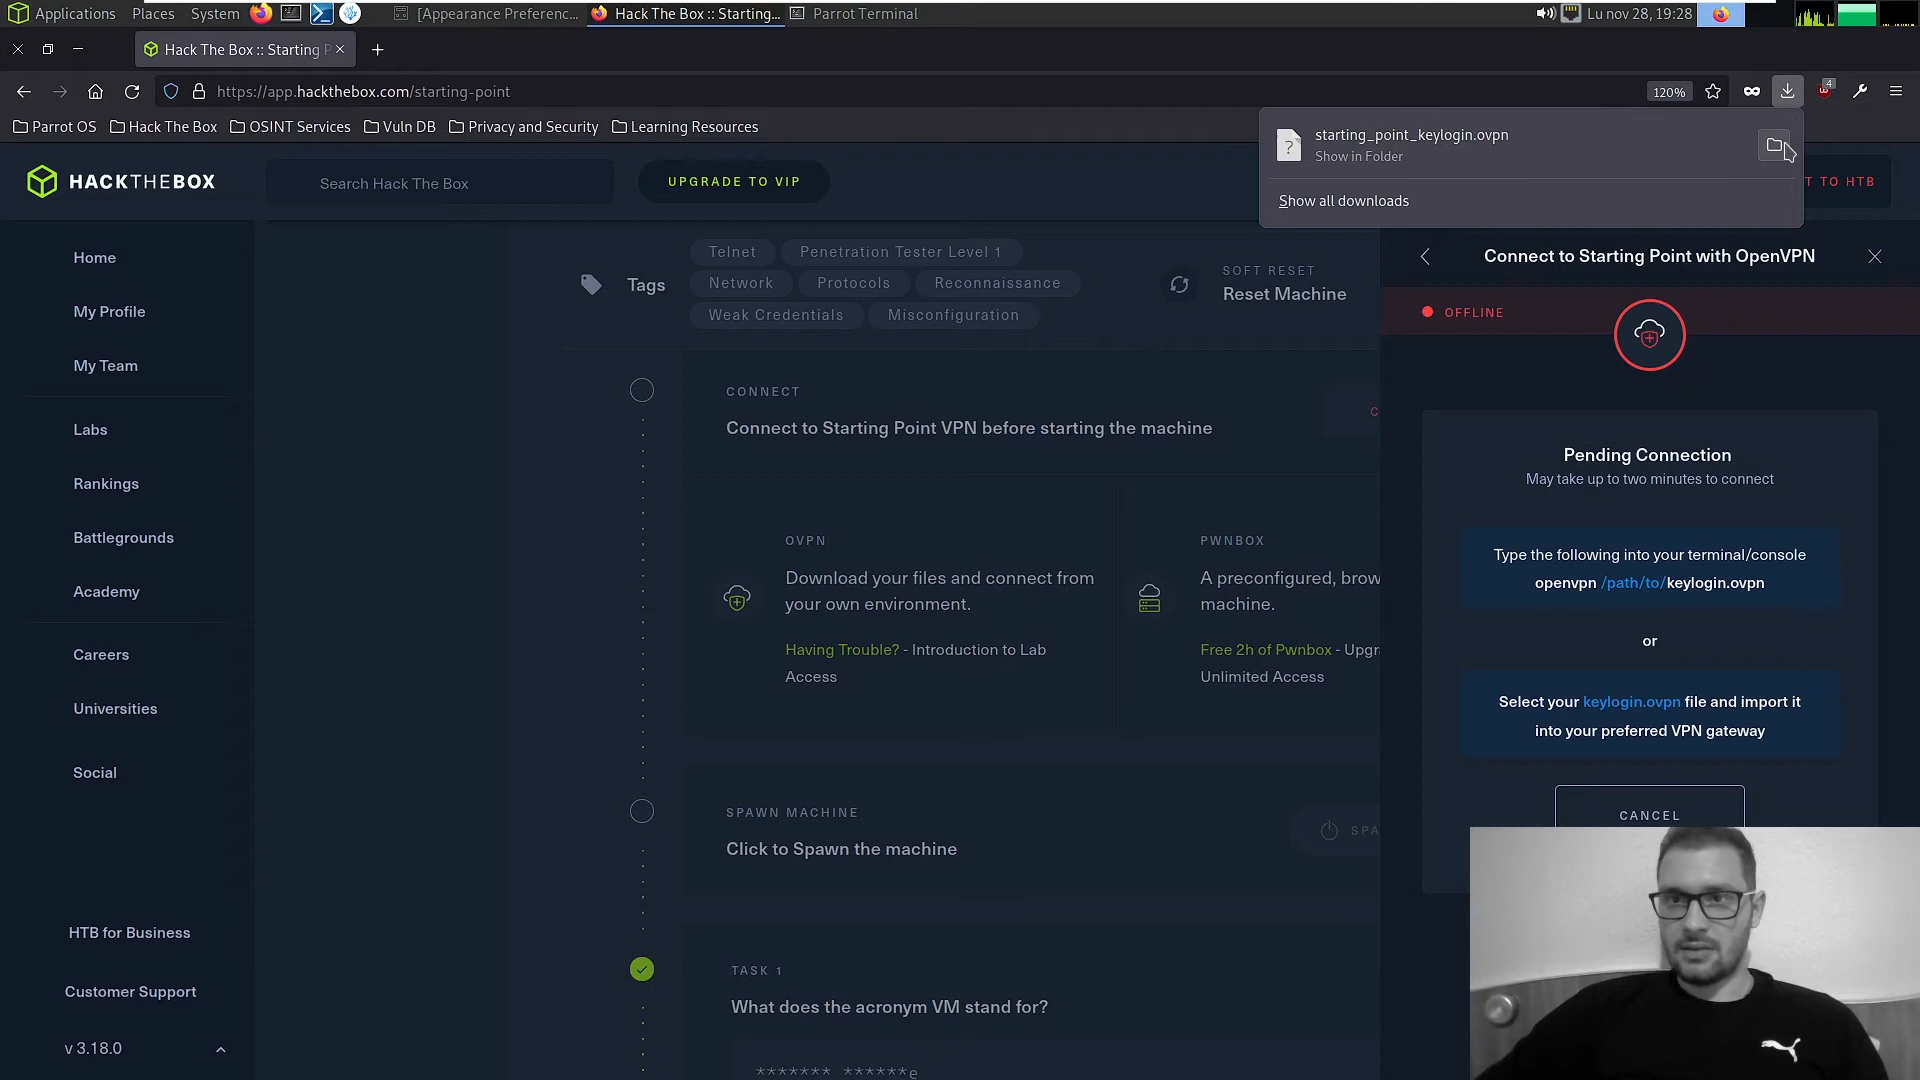 Applications Places System [Appearance Preferenc... Hack The Box :: Starting... Parrot Terminal Lu nov 28, 19:28
Hack The Box :: Starting P
https://app.hackthebox.com/starting-point 120% 4
Parrot OS Hack The Box OSINT Services Vuln DB Privacy and Security Learning Resources
starting_point_keylogin.ovpn
Show in Folder
Show all downloads
HACKTHEBOX
Search Hack The Box
UPGRADE TO VIP
T TO HTB
Home
My Profile
My Team
Labs
Rankings
Battlegrounds
Academy
Careers
Universities
Social
HTB for Business
Customer Support
v 3.18.0
Tags
Telnet Penetration Tester Level 1
Network Protocols Reconnaissance
Weak Credentials Misconfiguration
SOFT RESET
Reset Machine
CONNECT
Connect to Starting Point VPN before starting the machine
C
OVPN
Download your files and connect from
your own environment.
Having Trouble? - Introduction to Lab
Access
PWNBOX
A preconfigured, brow
machine.
Free 2h of Pwnbox - Upgr
Unlimited Access
SPAWN MACHINE
Click to Spawn the machine
SPA
TASK 1
What does the acronym VM stand for?
******* ******e
Connect to Starting Point with OpenVPN
OFFLINE
Pending Connection
May take up to two minutes to connect
Type the following into your terminal/console
openvpn /path/to/keylogin.ovpn
or
Select your keylogin.ovpn file and import it
into your preferred VPN gateway
CANCEL